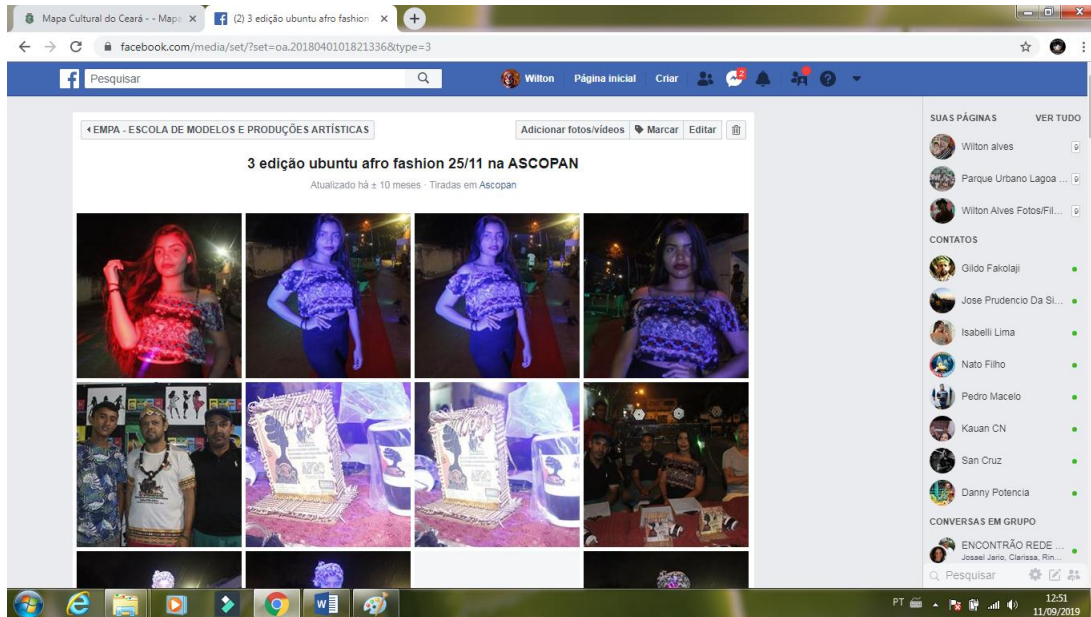 Mapa Cultural do Ceará - - Mapa
(2) 3 edição ubuntu afro fashion
facebook.com/media/set/?set=oa.2018040101821336&type=3
Pesquisar
Wilton
Página inicial
Criar
2
EMPA - ESCOLA DE MODELOS E PRODUÇÕES ARTÍSTICAS
Adicionar fotos/vídeos
Marcar
Editar
3 edição ubuntu afro fashion 25/11 na ASCOPAN
Atualizado há ± 10 meses · Tiradas em Ascopan
SUAS PÁGINAS
VER TUDO
Wilton alves
9
Parque Urbano Lagoa ...
9
Wilton Alves Fotos/Fil...
9
CONTATOS
Gildo Fakolaji
Jose Prudencio Da Si...
Isabelli Lima
Nato Filho
Pedro Macelo
Kauan CN
San Cruz
Danny Potencia
CONVERSAS EM GRUPO
ENCONTRÃO REDE ...
Josael Jario, Clarissa, Rin...
Pesquisar
PT
12:51
11/09/2019